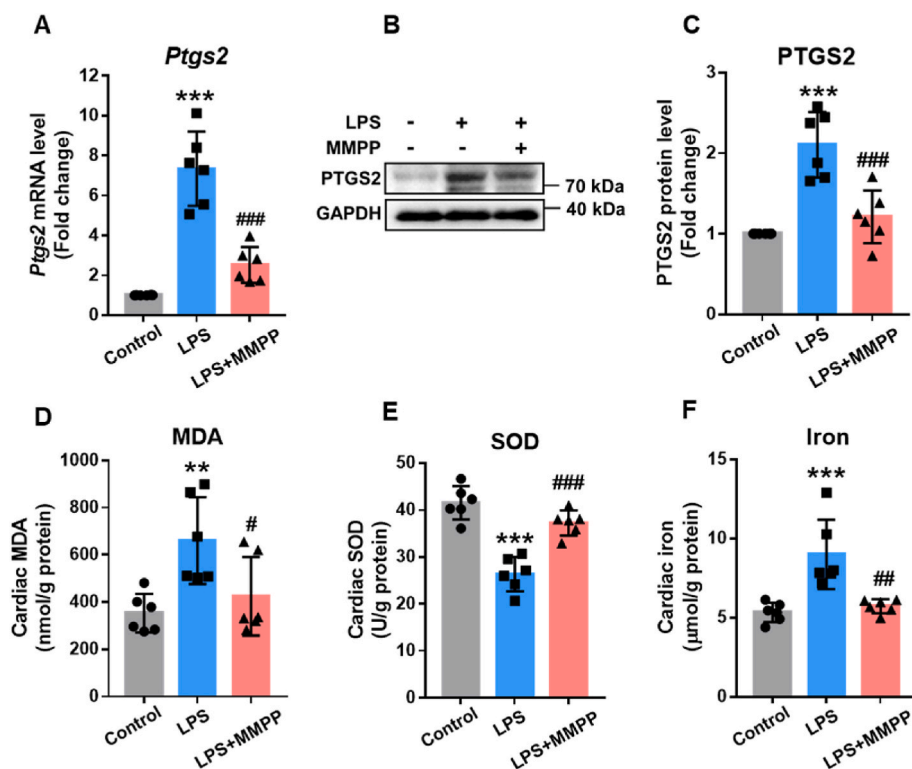 A
Ptgs2
Ptgs2 mRNA level
(Fold change)
12
10
8
6
4
2
0
***
###
Control
LPS
LPS+MMPP
B
LPS - + +
MMPP - - +
PTGS2
70 kDa
GAPDH
40 kDa
C
PTGS2
PTGS2 protein level
(Fold change)
3
2
1
0
***
###
Control
LPS
LPS+MMPP
D
MDA
Cardiac MDA
(nmol/g protein)
1000
800
600
400
200
0
**
#
Control
LPS
LPS+MMPP
E
SOD
Cardiac SOD
(U/g protein)
50
40
30
20
10
0
***
###
Control
LPS
LPS+MMPP
F
Iron
Cardiac iron
(μmol/g protein)
15
10
5
0
***
##
Control
LPS
LPS+MMPP